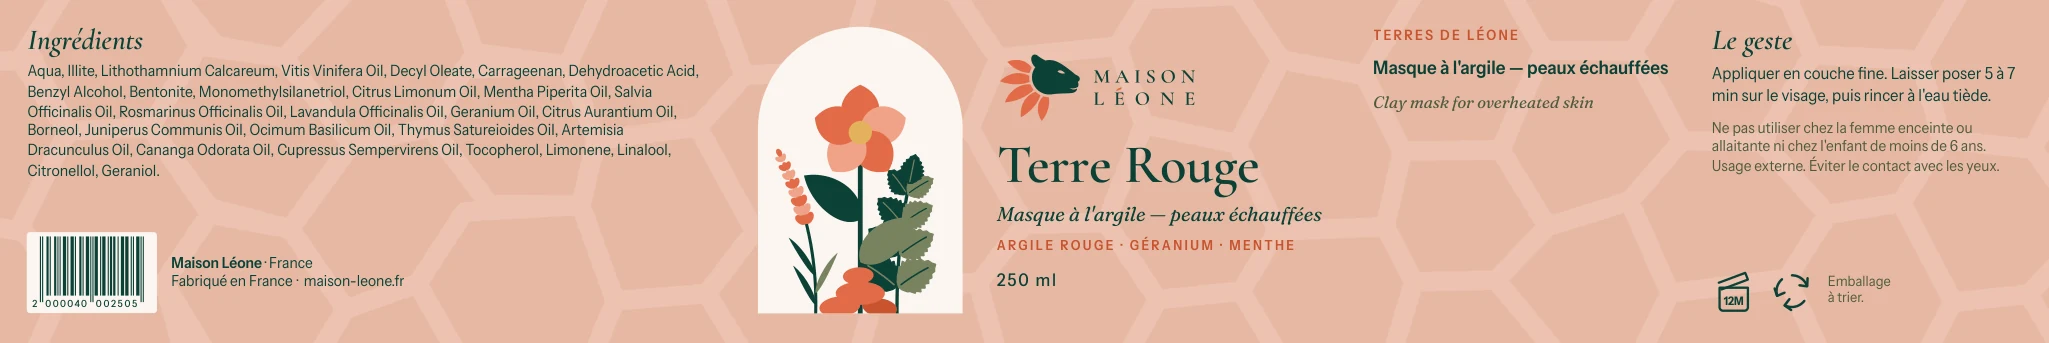 Ingrédients
Aqua, Illite, Lithothamnium Calcareum, Vitis Vinifera Oil, Decyl Oleate, Carrageenan, Dehydroacetic Acid,
Benzyl Alcohol, Bentonite, Monomethylsilanetriol, Citrus Limonum Oil, Mentha Piperita Oil, Salvia
Officinalis Oil, Rosmarinus Officinalis Oil, Lavandula Officinalis Oil, Geranium Oil, Citrus Aurantium Oil,
Borneol, Juniperus Communis Oil, Ocimum Basilicum Oil, Thymus Satureioides Oil, Artemisia
Dracunculus Oil, Cananga Odorata Oil, Cupressus Sempervirens Oil, Tocopherol, Limonene, Linalool,
Citronellol, Geraniol.
2 000040 002505
Maison Léone · France
Fabriqué en France · maison-leone.fr
MAISON
LÉONE
Terre Rouge
Masque à l'argile — peaux échauffées
ARGILE ROUGE · GÉRANIUM · MENTHE
250 ml
TERRES DE LÉONE
Masque à l'argile — peaux échauffées
Clay mask for overheated skin
Le geste
Appliquer en couche fine. Laisser poser 5 à 7
min sur le visage, puis rincer à l'eau tiède.
Ne pas utiliser chez la femme enceinte ou
allaitante ni chez l'enfant de moins de 6 ans.
Usage externe. Éviter le contact avec les yeux.
12M
Emballage
à trier.